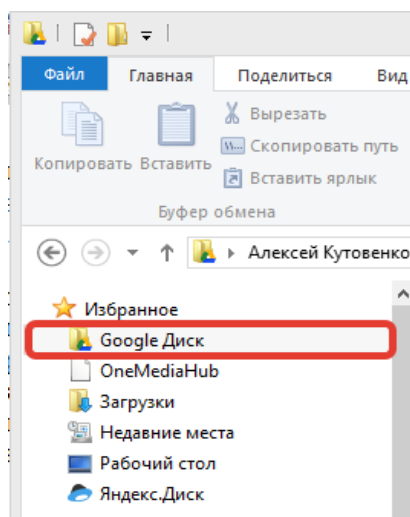 Файл Главная Поделиться Вид
Вырезать
Скопировать путь
Копировать Вставить
Вставить ярлык
Буфер обмена
Алексей Кутовенко
Избранное
Google Диск
OneMediaHub
Загрузки
Недавние места
Рабочий стол
Яндекс.Диск